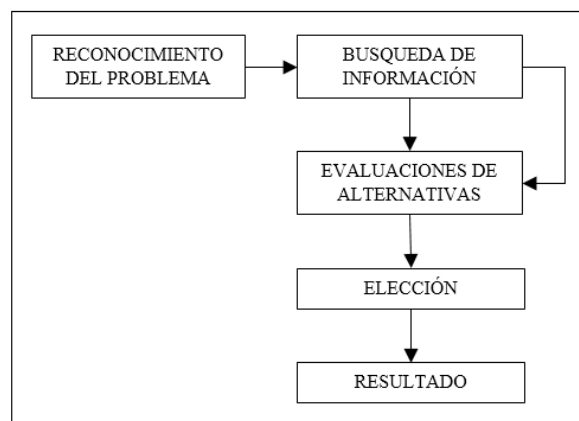 RECONOCIMIENTO
DEL PROBLEMA
BUSQUEDA DE
INFORMACIÓN
EVALUACIONES DE
ALTERNATIVAS
ELECCIÓN
RESULTADO